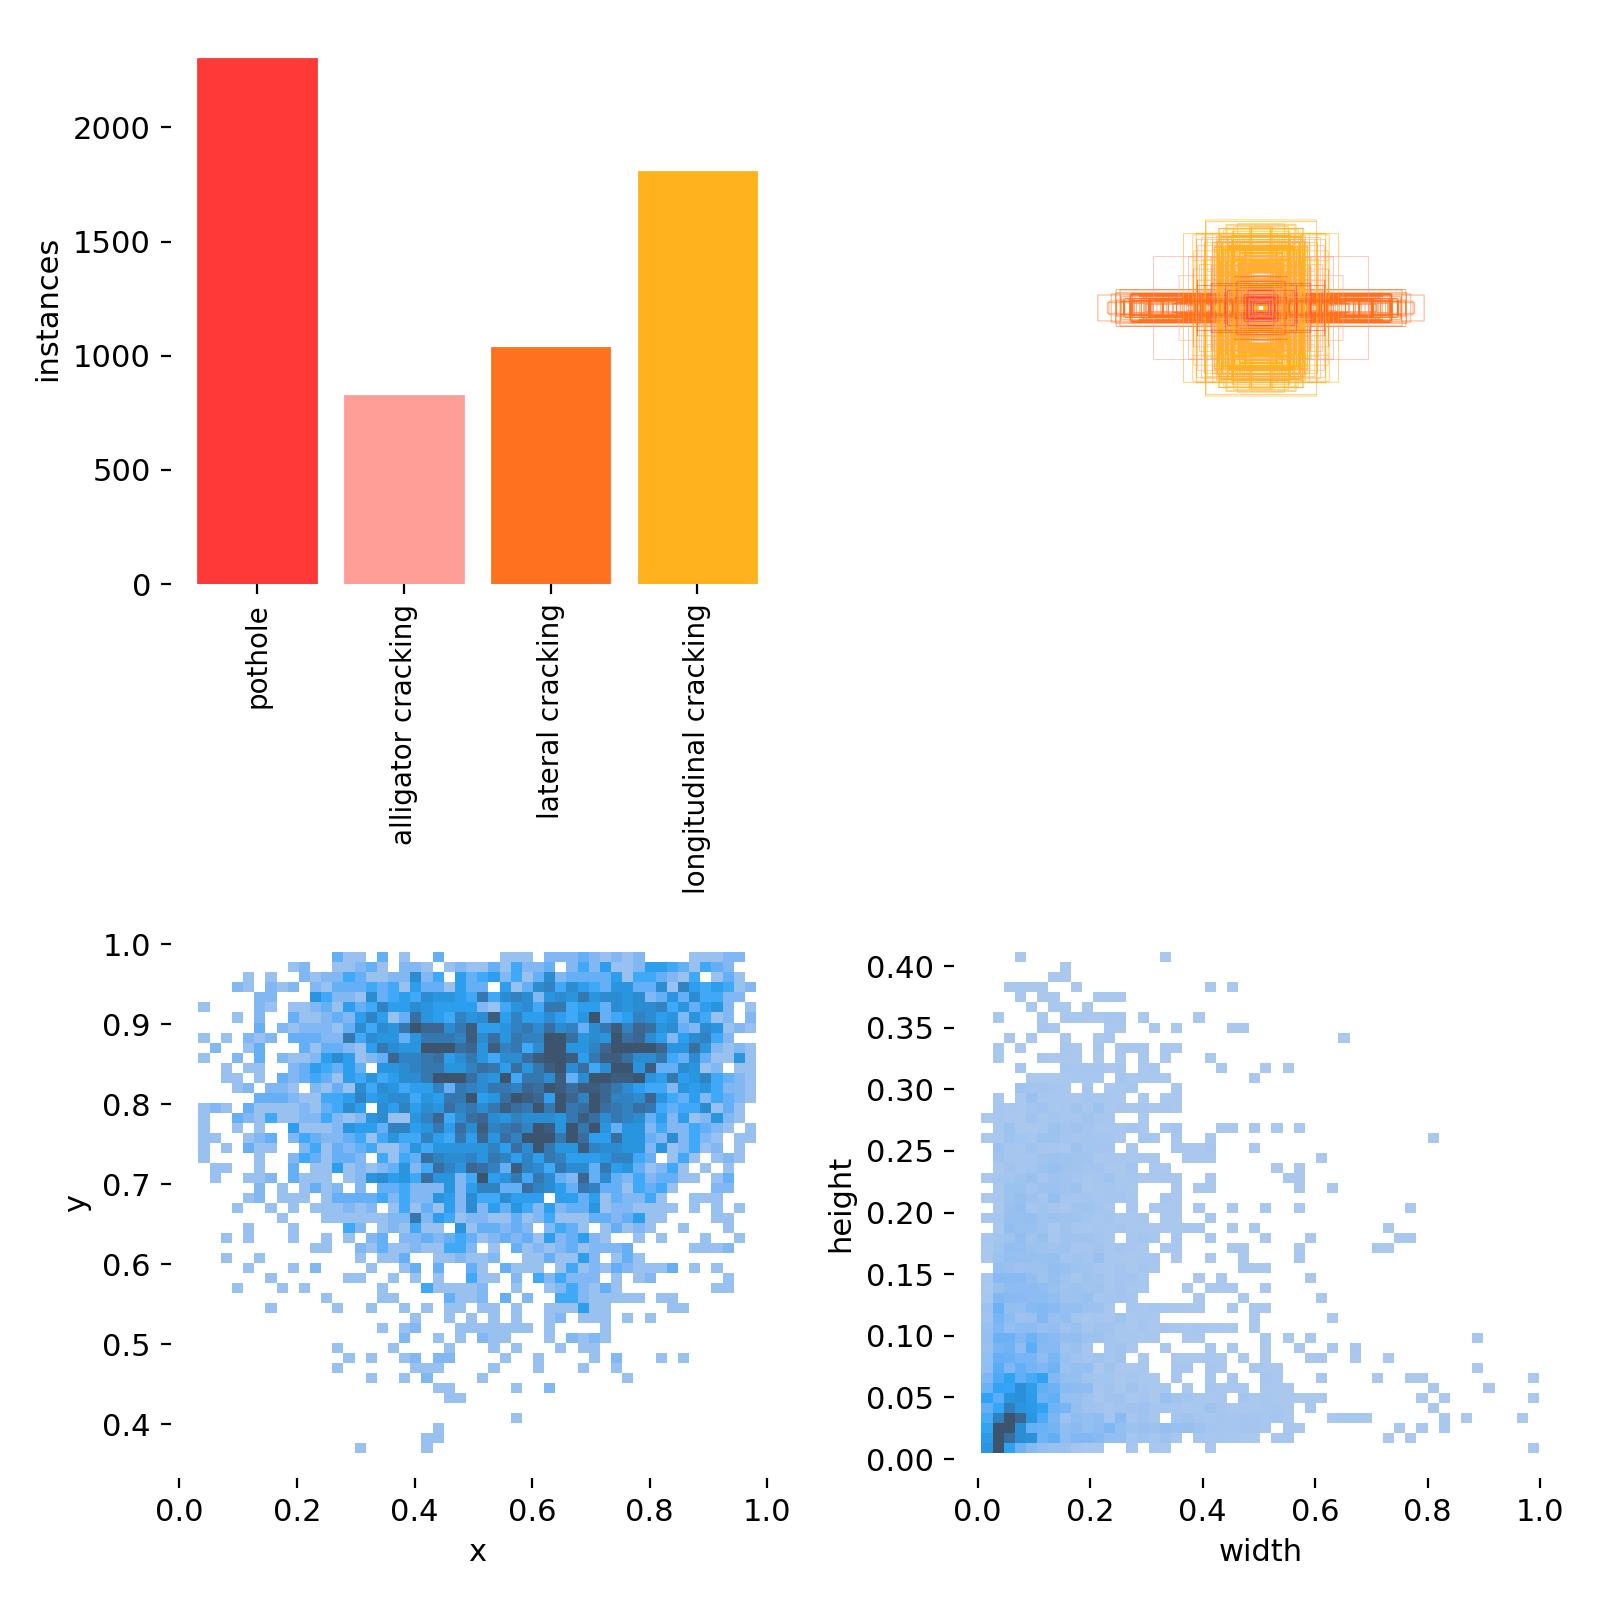 instances
2000
1500
1000
500
0
pothole
alligator cracking
lateral cracking
longitudinal cracking
y
1.0
0.9
0.8
0.7
0.6
0.5
0.4
0.0 0.2 0.4 0.6 0.8 1.0
x
height
0.40
0.35
0.30
0.25
0.20
0.15
0.10
0.05
0.00
0.0 0.2 0.4 0.6 0.8 1.0
width